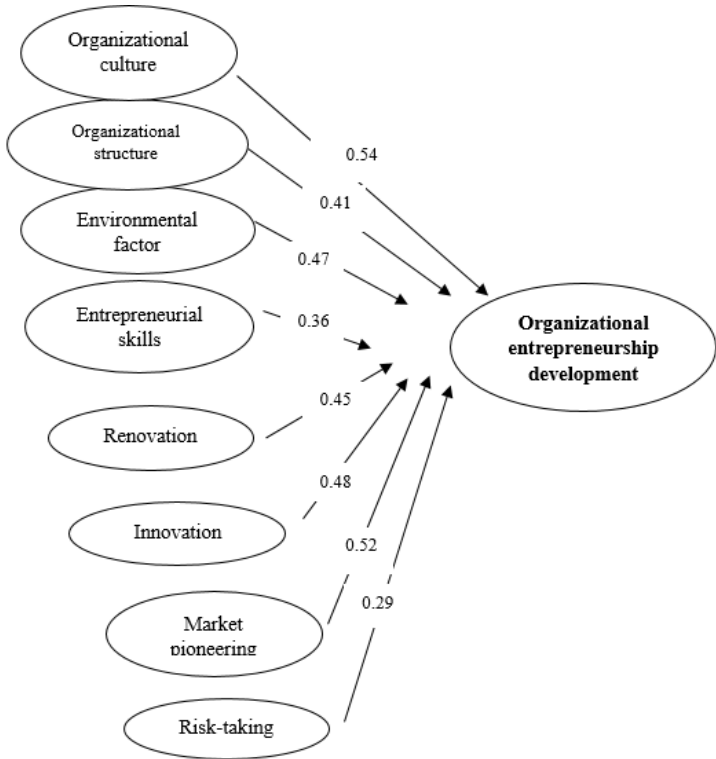 Organizational
culture
Organizational
structure
Environmental
factor
Entrepreneurial
skills
Renovation
Innovation
Market
pioneering
Risk-taking
0.54
0.41
0.47
0.36
0.45
0.48
0.52
0.29
Organizational
entrepreneurship
development